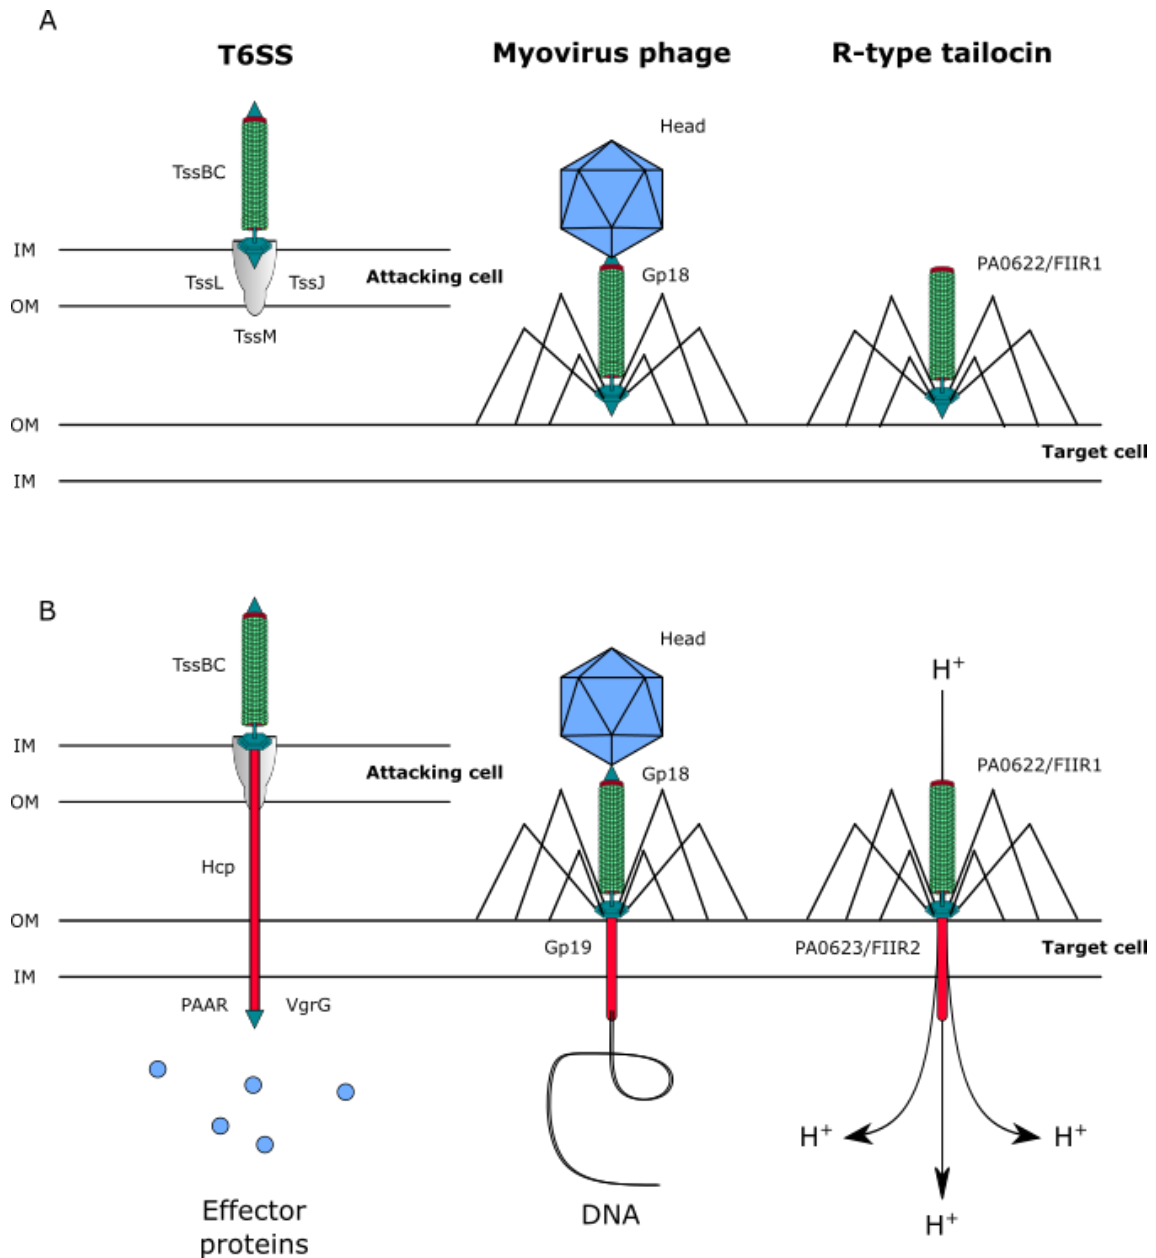 A
T6SS
Myovirus phage
R-type tailocin
Head
TssBC
IM
Attacking cell
Gp18
PA0622/FIIR1
TssL
TssJ
OM
TssM
OM
Target cell
IM
B
Head
H+
TssBC
IM
Attacking cell
Gp18
PA0622/FIIR1
OM
Hcp
OM
Gp19
PA0623/FIIR2
Target cell
IM
PAAR
VgrG
H+
H+
Effector
proteins
DNA
H+